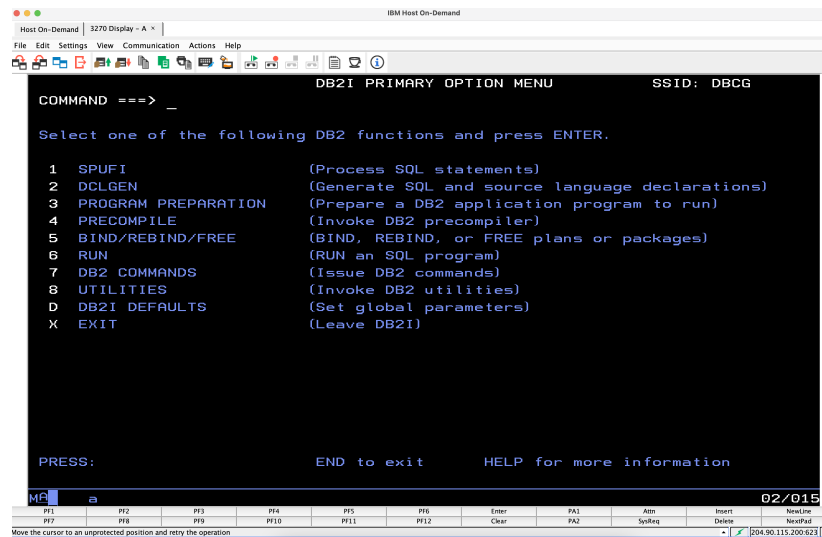 IBM Host On-Demand
Host On-Demand 3270 Display - A ×
File Edit Settings View Communication Actions Help
DB2I PRIMARY OPTION MENU SSID: DBCG
COMMAND ===> _
Select one of the following DB2 functions and press ENTER.
1 SPUFI (Process SQL statements)
2 DCLGEN (Generate SQL and source language declarations)
3 PROGRAM PREPARATION (Prepare a DB2 application program to run)
4 PRECOMPILE (Invoke DB2 precompiler)
5 BIND/REBIND/FREE (BIND, REBIND, or FREE plans or packages)
6 RUN (RUN an SQL program)
7 DB2 COMMANDS (Issue DB2 commands)
8 UTILITIES (Invoke DB2 utilities)
D DB2I DEFAULTS (Set global parameters)
X EXIT (Leave DB2I)
PRESS: END to exit HELP for more information
MA a 02/015
PF1 PF2 PF3 PF4 PF5 PF6 Enter PA1 Attn Insert NewLine
PF7 PF8 PF9 PF10 PF11 PF12 Clear PA2 SysReq Delete NextPad
Move the cursor to an unprotected position and retry the operation 204.90.115.200:623